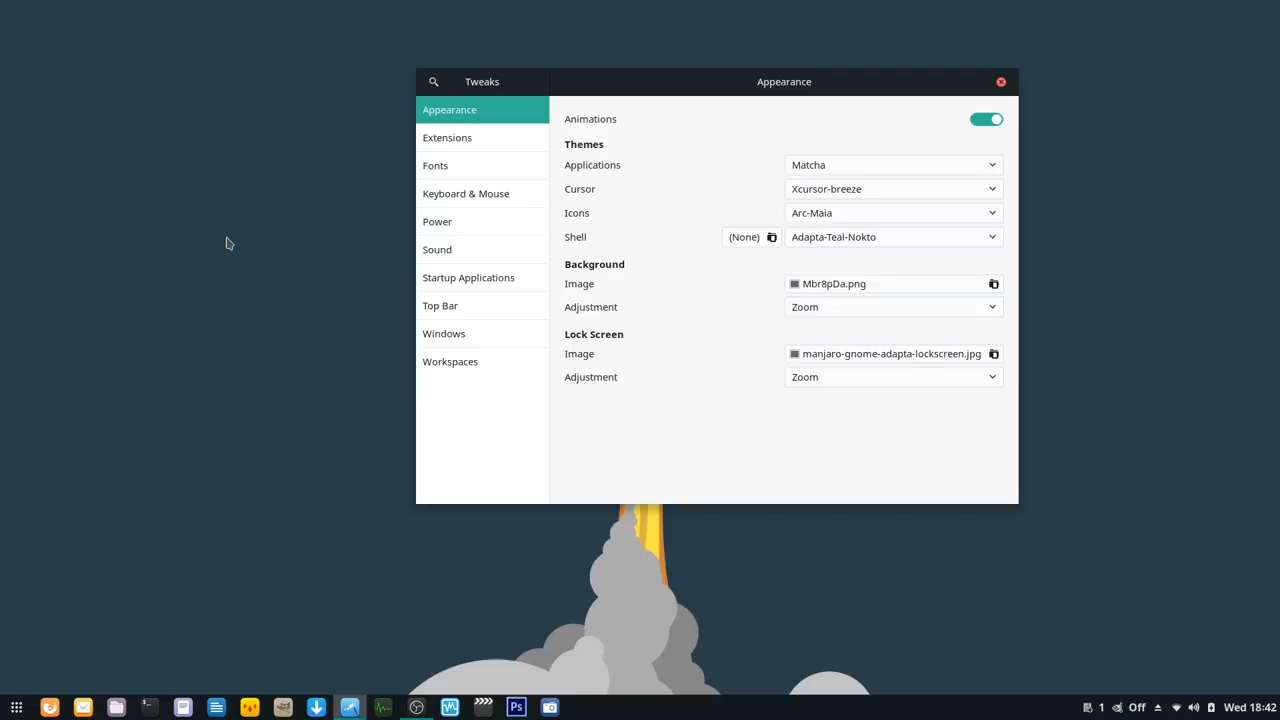 Tweaks
Appearance
Appearance
Extensions
Fonts
Keyboard & Mouse
Power
Sound
Startup Applications
Top Bar
Windows
Workspaces
Animations
Themes
Applications Matcha
Cursor Xcursor-breeze
Icons Arc-Maia
Shell (None) Adapta-Teal-Nokto
Background
Image Mbr8pDa.png
Adjustment Zoom
Lock Screen
Image manjaro-gnome-adapta-lockscreen.jpg
Adjustment Zoom
Ps 1 Off Wed 18:42